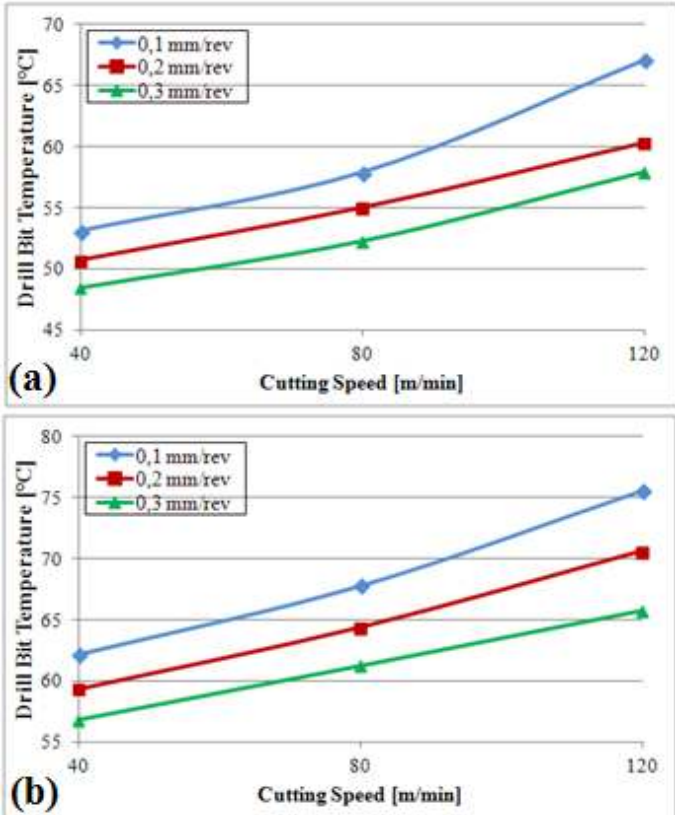 70
0,1 mm/rev
0,2 mm/rev
0,3 mm/rev
65
60
55
50
45
Drill Bit Temperature [°C]
40 80 120
(a)
Cutting Speed [m/min]
80
0,1 mm/rev
0,2 mm/rev
0,3 mm/rev
75
70
65
60
55
Drill Bit Temperature [°C]
40 80 120
(b)
Cutting Speed [m/min]